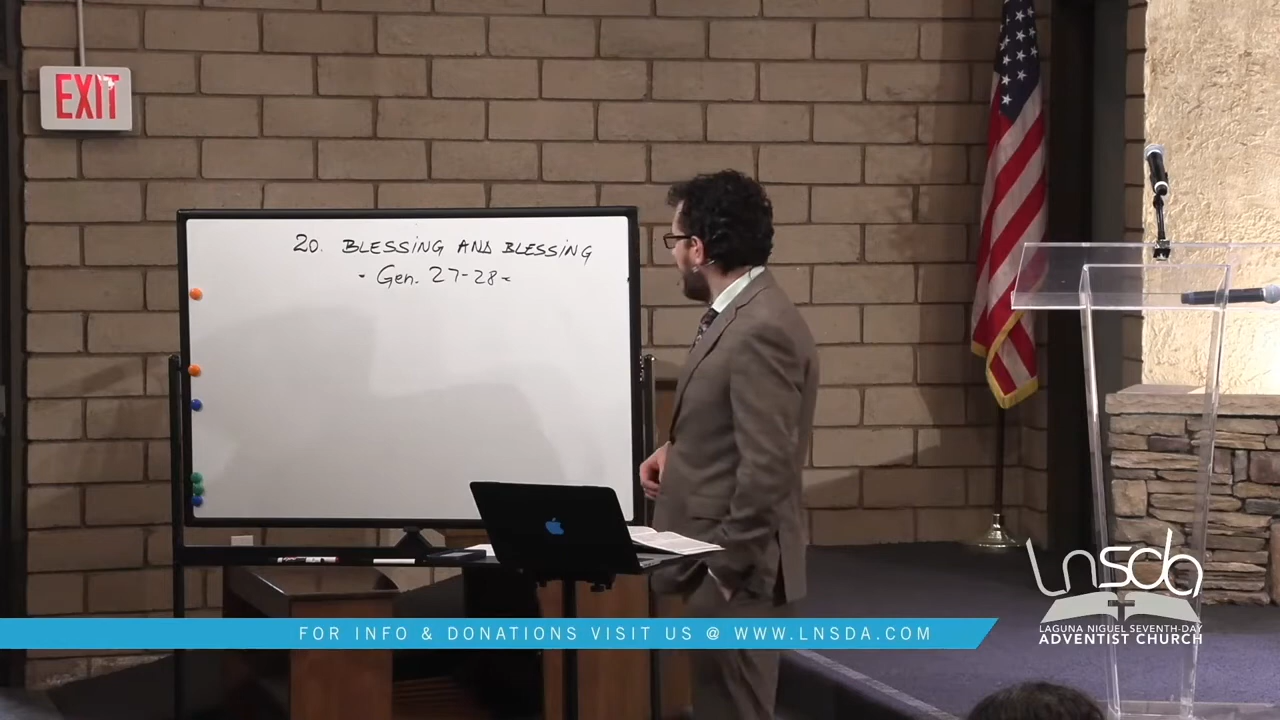 EXIT
20. BLESSING AND BLESSING
- Gen. 27-28 -
FOR INFO & DONATIONS VISIT US @ WWW.LNSDA.COM
Lnsda
LAGUNA NIGUEL SEVENTH-DAY
ADVENTIST CHURCH